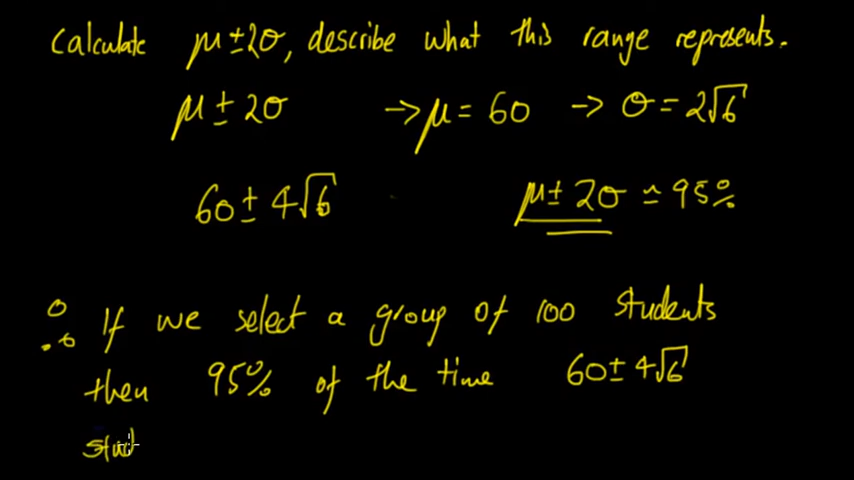 Calculate μ±2σ, describe what this range represents.
μ±2σ → μ = 60 → σ = 2√6
60±4√6 μ±2σ ≃ 95%
∴ If we select a group of 100 students
then 95% of the time 60±4√6
stud